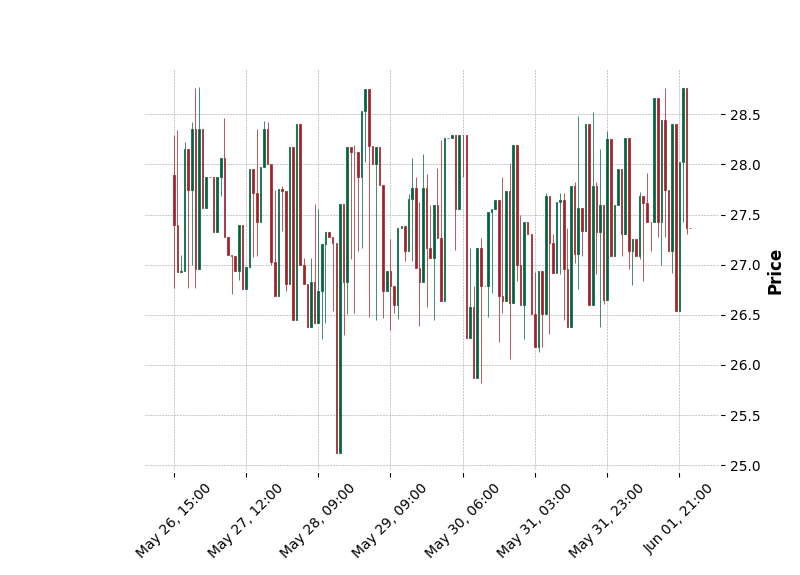 28.5
28.0
27.5
27.0
26.5
26.0
25.5
25.0
Price
May 26, 15:00
May 27, 12:00
May 28, 09:00
May 29, 09:00
May 30, 06:00
May 31, 03:00
May 31, 23:00
Jun 01, 21:00